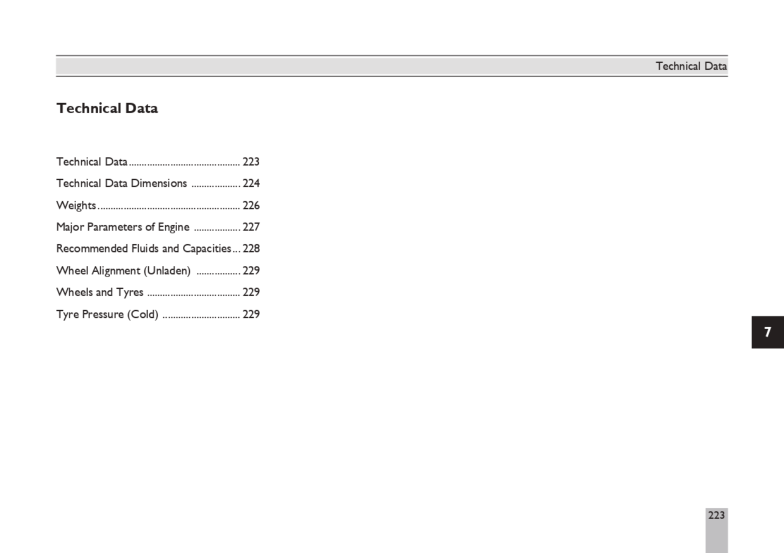 Technical Data
Technical Data
Technical Data ........................................... 223
Technical Data Dimensions ................... 224
Weights ....................................................... 226
Major Parameters of Engine .................. 227
Recommended Fluids and Capacities ... 228
Wheel Alignment (Unladen) ................. 229
Wheels and Tyres .................................... 229
Tyre Pressure (Cold) .............................. 229
7
223